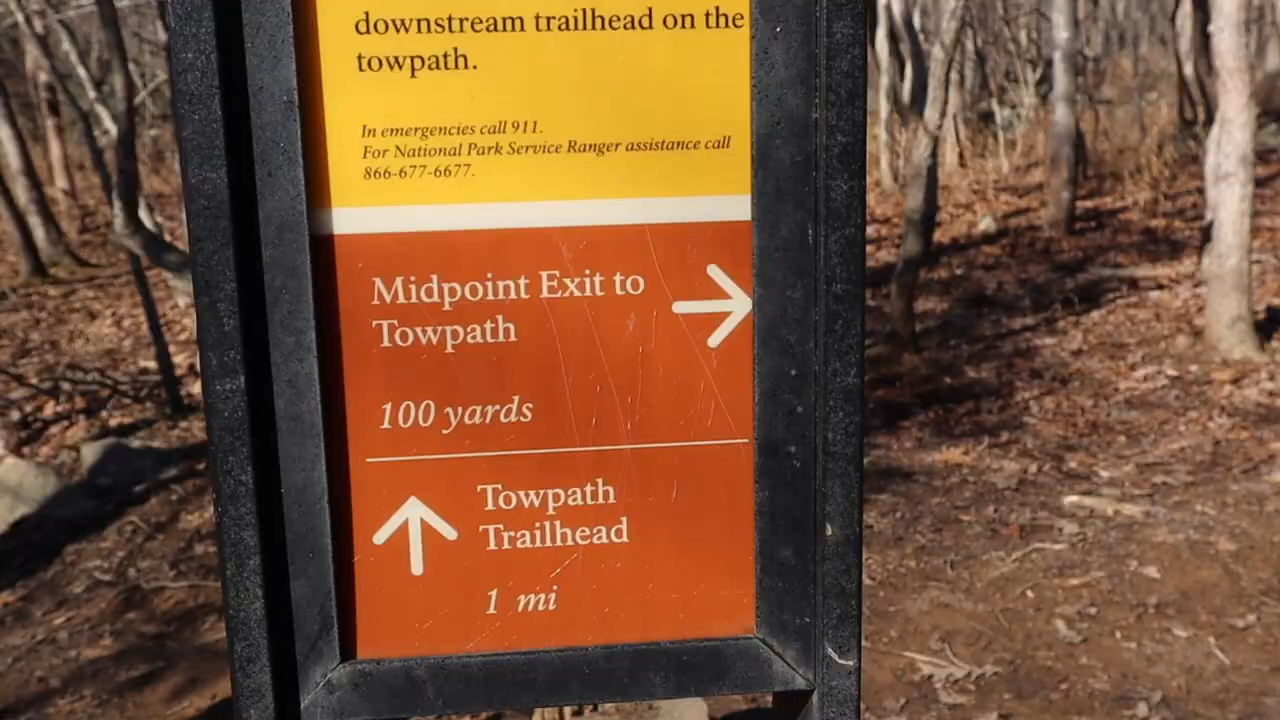 downstream trailhead on the
towpath.
In emergencies call 911.
For National Park Service Ranger assistance call
866-677-6677.
Midpoint Exit to
Towpath
100 yards
Towpath
Trailhead
1 mi